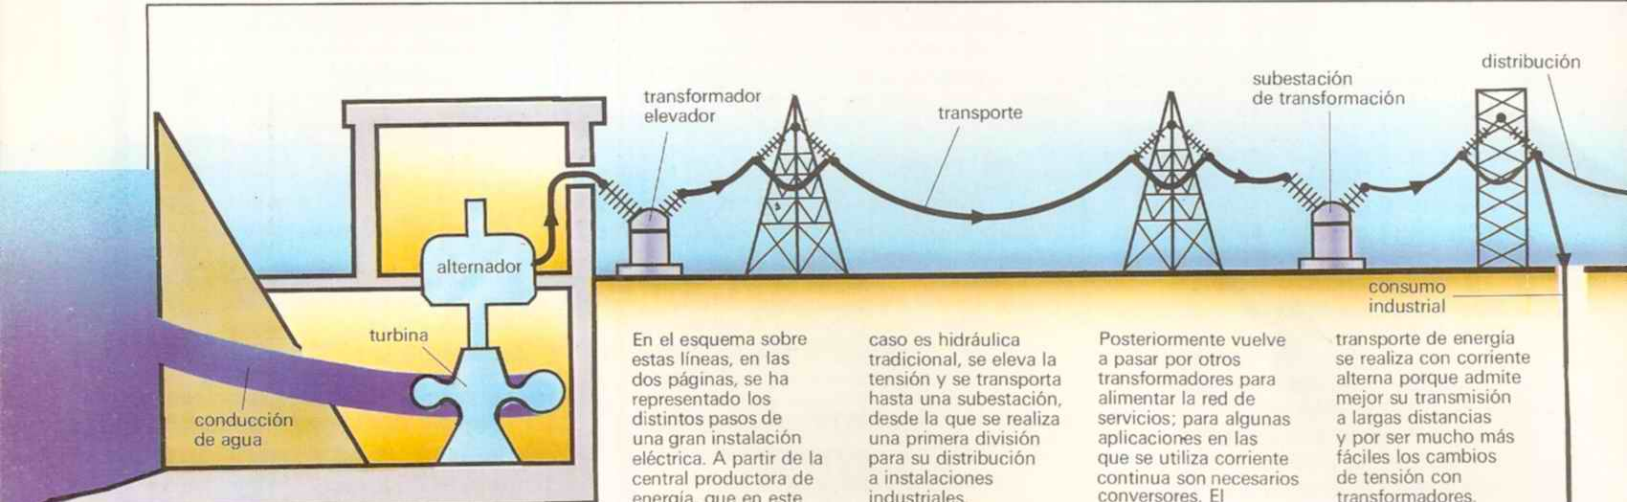 transformador
elevador
transporte
subestación
de transformación
distribución
alternador
turbina
conducción
de agua
consumo
industrial
En el esquema sobre
estas líneas, en las
dos páginas, se ha
representado los
distintos pasos de
una gran instalación
eléctrica. A partir de la
central productora de
energía, que en este
caso es hidráulica
tradicional, se eleva la
tensión y se transporta
hasta una subestación,
desde la que se realiza
una primera división
para su distribución
a instalaciones
industriales.
Posteriormente vuelve
a pasar por otros
transformadores para
alimentar la red de
servicios; para algunas
aplicaciones en las
que se utiliza corriente
continua son necesarios
conversores. El
transporte de energía
se realiza con corriente
alterna porque admite
mejor su transmisión
a largas distancias
y por ser mucho más
fáciles los cambios
de tensión con
transformadores.